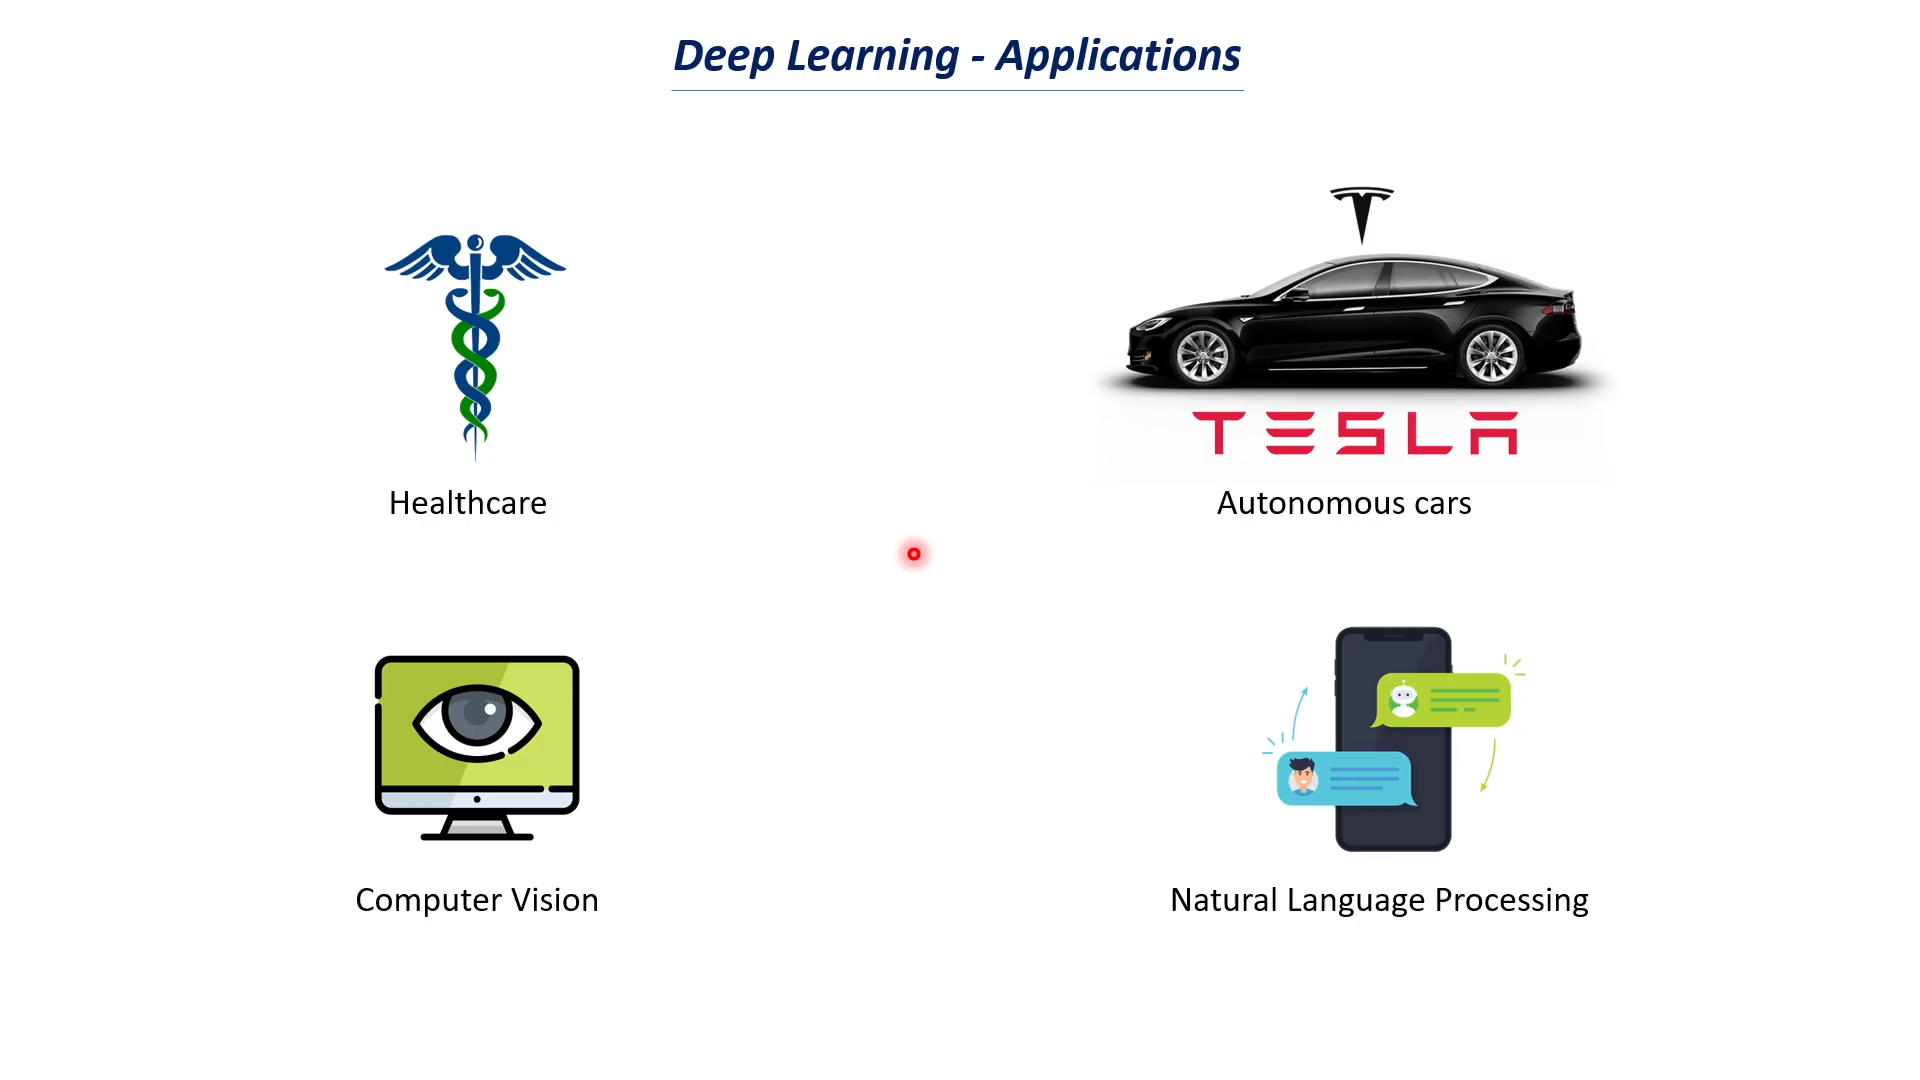 Deep Learning - Applications
TESLA
Healthcare
Autonomous cars
Computer Vision
Natural Language Processing